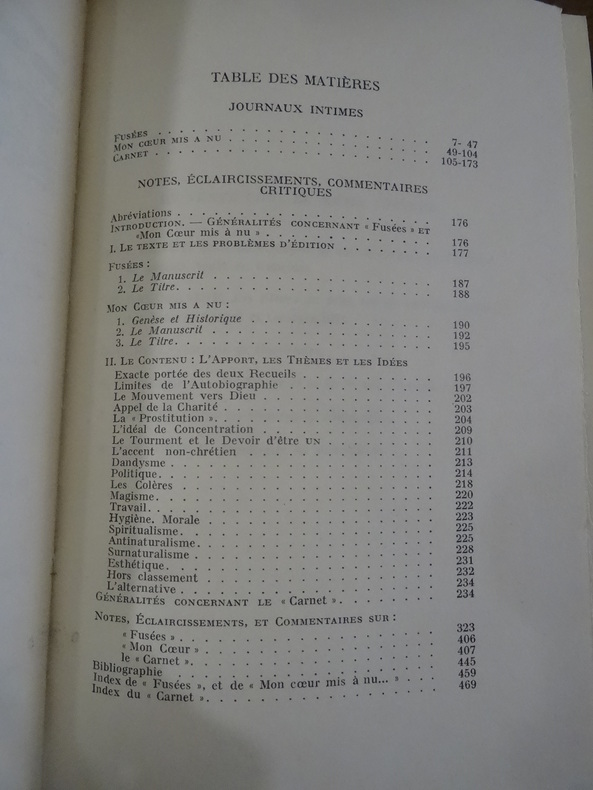 TABLE DES MATIÈRES
JOURNAUX INTIMES
FUSÉES . . . . . . . . . . . . . . . . 7- 47
MON CŒUR MIS A NU . . . . . . . . . . . . 49-104
CARNET . . . . . . . . . . . . . . . . 105-173
NOTES, ÉCLAIRCISSEMENTS, COMMENTAIRES
CRITIQUES
Abréviations . . . . . . . . . . . . . . . 176
INTRODUCTION. — GÉNÉRALITÉS CONCERNANT « Fusées » ET
«Mon Cœur mis à nu » . . . . . . . . . . 176
I. LE TEXTE ET LES PROBLÈMES D'ÉDITION . . . . . . 177
FUSÉES :
1. Le Manuscrit . . . . . . . . . . . . . 187
2. Le Titre. . . . . . . . . . . . . . . 188
MON CŒUR MIS A NU :
1. Genèse et Historique . . . . . . . . . . . 190
2. Le Manuscrit . . . . . . . . . . . . . 192
3. Le Titre. . . . . . . . . . . . . . . 195
II. LE CONTENU : L'APPORT, LES THÈMES ET LES IDÉES
Exacte portée des deux Recueils . . . . . . . . 196
Limites de l'Autobiographie . . . . . . . . . 197
Le Mouvement vers Dieu . . . . . . . . . . 202
Appel de la Charité . . . . . . . . . . . . 203
La « Prostitution ». . . . . . . . . . . . . 204
L'idéal de Concentration . . . . . . . . . . 209
Le Tourment et le Devoir d'être UN . . . . . . . 210
L'accent non-chrétien . . . . . . . . . . . 211
Dandysme . . . . . . . . . . . . . . . 213
Politique. . . . . . . . . . . . . . . . 214
Les Colères . . . . . . . . . . . . . . 218
Magisme. . . . . . . . . . . . . . . . 220
Travail. . . . . . . . . . . . . . . . 222
Hygiène. Morale . . . . . . . . . . . . . 223
Spiritualisme. . . . . . . . . . . . . . 225
Antinaturalisme. . . . . . . . . . . . . 225
Surnaturalisme . . . . . . . . . . . . . 228
Esthétique. . . . . . . . . . . . . . . 231
Hors classement . . . . . . . . . . . . . 232
L'alternative . . . . . . . . . . . . . . 234
GÉNÉRALITÉS CONCERNANT LE « Carnet ». . . . . . . 234
NOTES, ÉCLAIRCISSEMENTS, ET COMMENTAIRES SUR :
« Fusées ». . . . . . . . . . . . . . . 323
« Mon Cœur » . . . . . . . . . . . . . . 406
le « Carnet ». . . . . . . . . . . . . . 407
Bibliographie . . . . . . . . . . . . . . 445
Index de « Fusées », et de « Mon cœur mis à nu... » . . . 459
Index du « Carnet ». . . . . . . . . . . . . 469